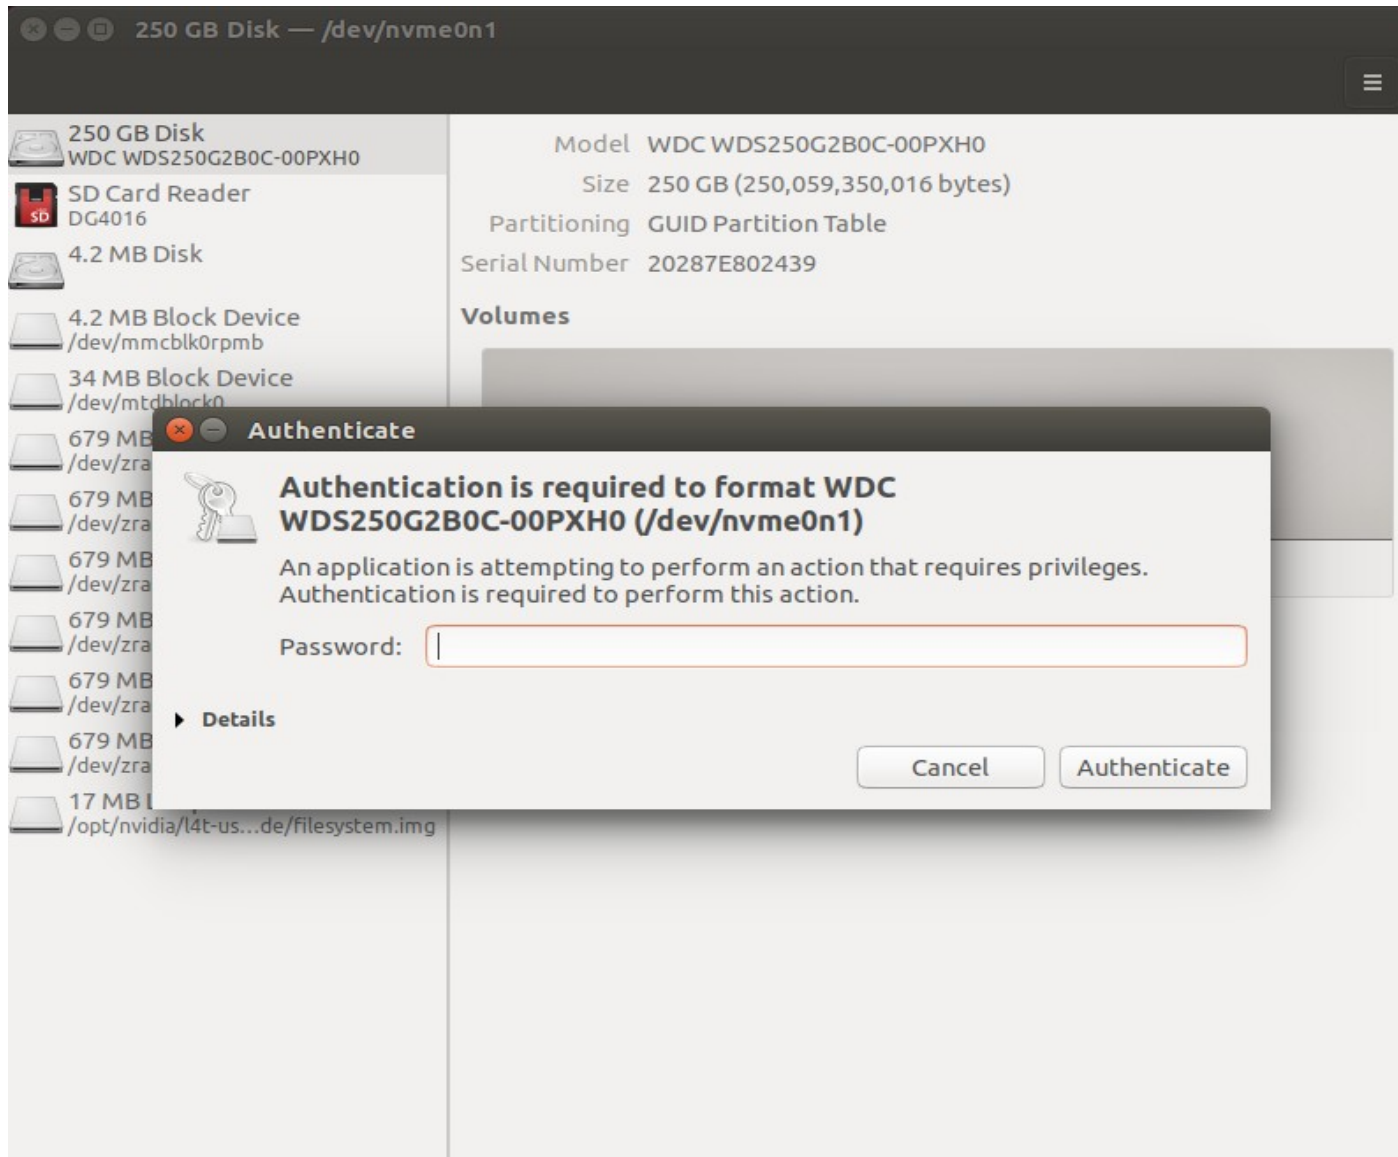 250 GB Disk — /dev/nvme0n1
250 GB Disk
WDC WDS250G2B0C-00PXH0
SD Card Reader
DG4016
4.2 MB Disk
4.2 MB Block Device
/dev/mmcblk0rpmb
34 MB Block Device
/dev/mtdblock0
679 MB
/dev/zra
679 MB
/dev/zra
679 MB
/dev/zra
679 MB
/dev/zra
679 MB
/dev/zra
679 MB
/dev/zra
17 MB
/opt/nvidia/l4t-us...de/filesystem.img
Model WDC WDS250G2B0C-00PXH0
Size 250 GB (250,059,350,016 bytes)
Partitioning GUID Partition Table
Serial Number 20287E802439
Volumes
Authenticate
Authentication is required to format WDC
WDS250G2B0C-00PXH0 (/dev/nvme0n1)
An application is attempting to perform an action that requires privileges.
Authentication is required to perform this action.
Password:
Details
Cancel
Authenticate
SD